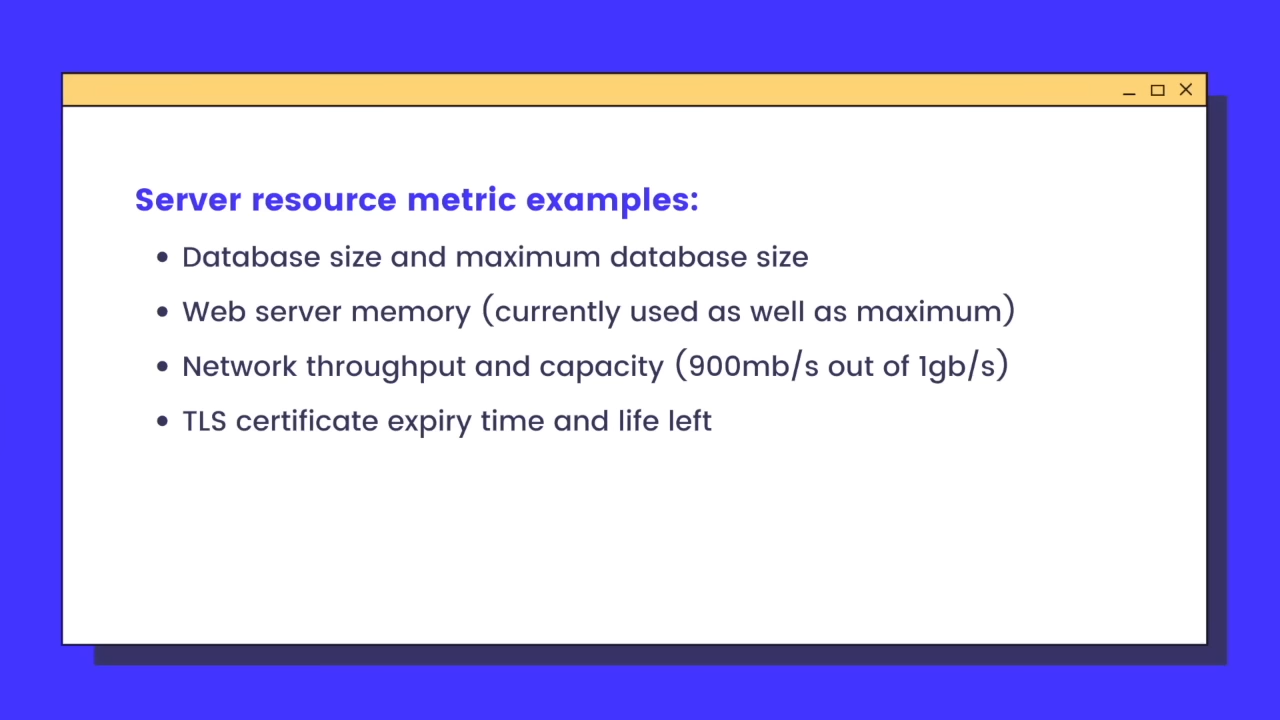 Server resource metric examples:
• Database size and maximum database size
• Web server memory (currently used as well as maximum)
• Network throughput and capacity (900mb/s out of 1gb/s)
• TLS certificate expiry time and life left